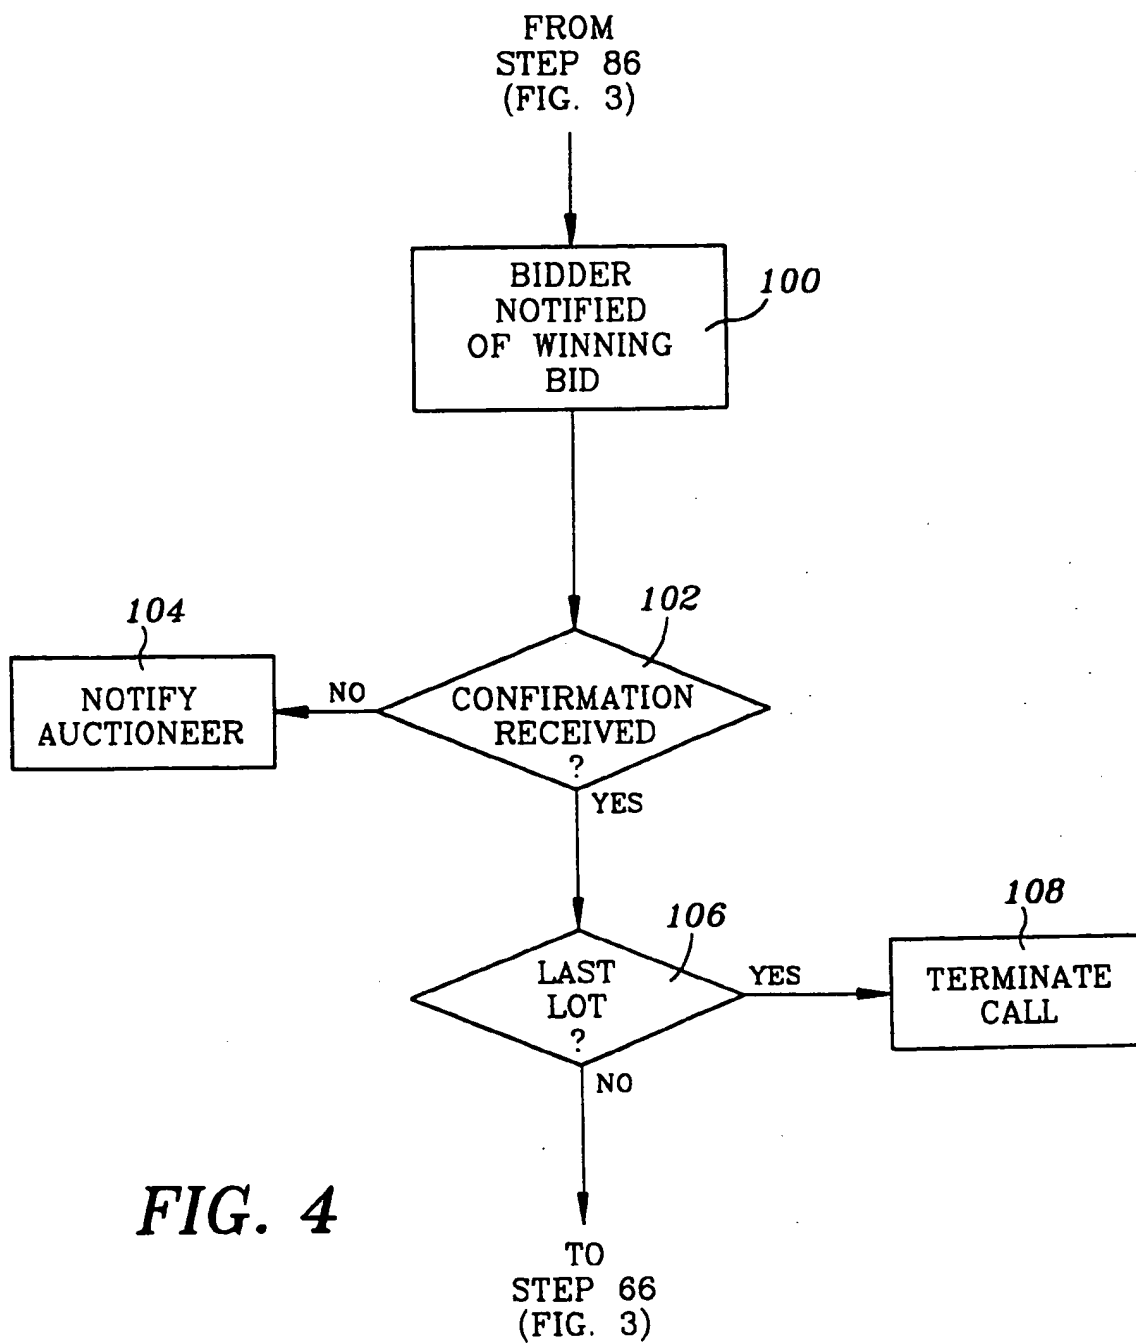 FROM
STEP 86
(FIG. 3)
BIDDER
NOTIFIED
OF WINNING
BID
100
102
104
CONFIRMATION
RECEIVED
?
NO
NOTIFY
AUCTIONEER
YES
106
108
LAST
LOT
?
YES
TERMINATE
CALL
NO
FIG. 4
TO
STEP 66
(FIG. 3)